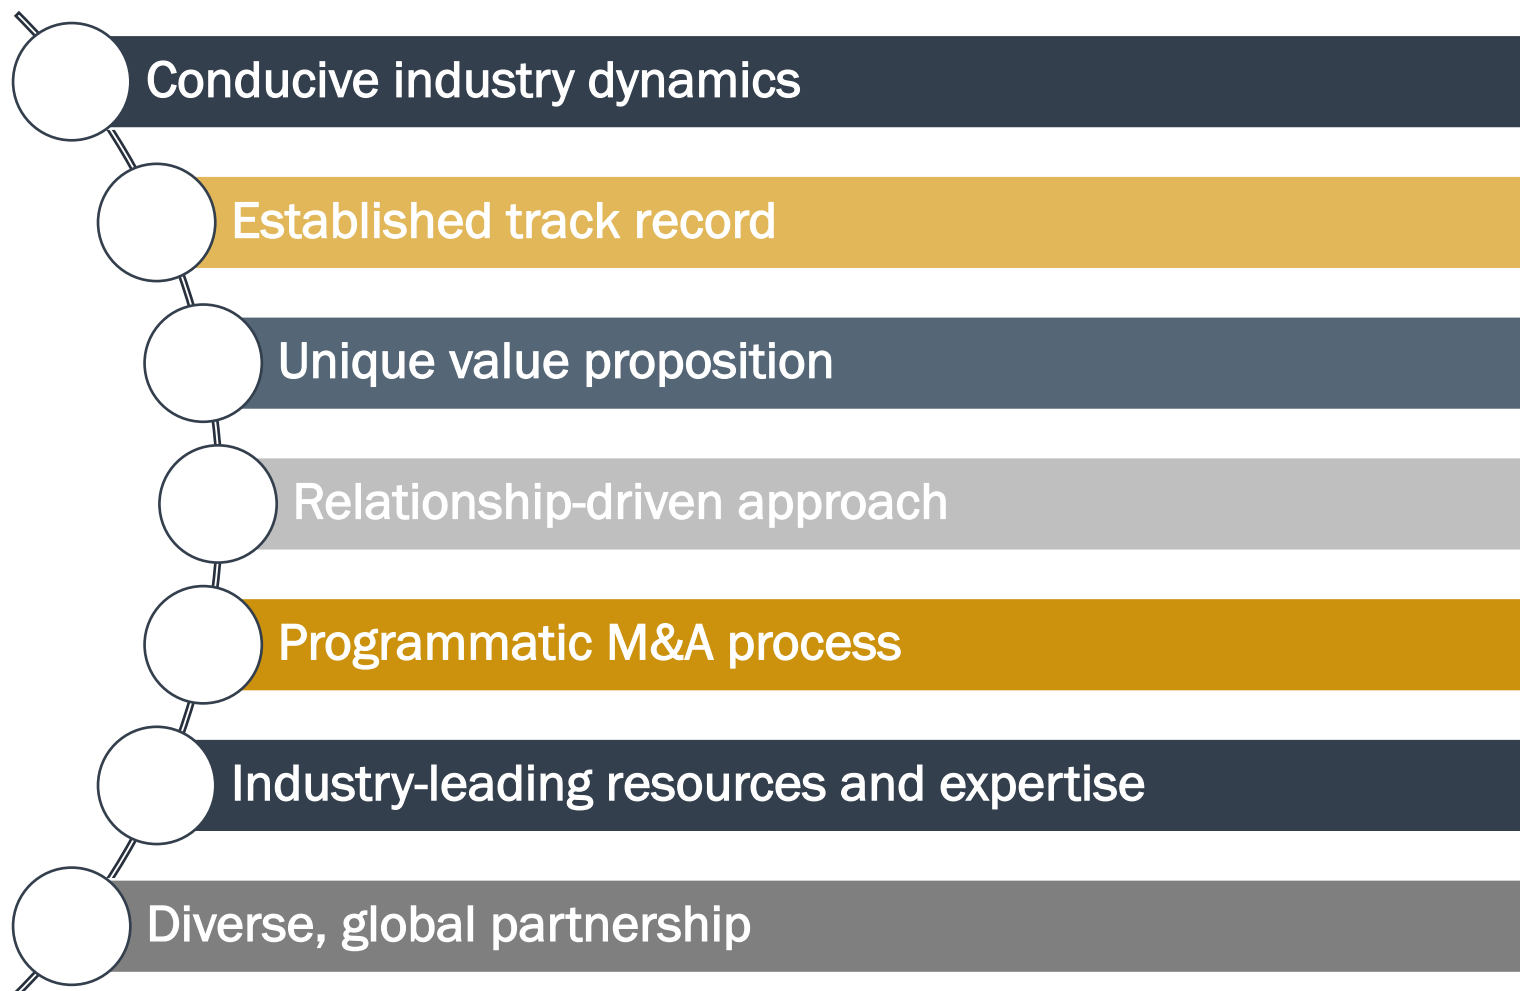 Conducive industry dynamics
Established track record
Unique value proposition
Relationship-driven approach
Programmatic M&A process
Industry-leading resources and expertise
Diverse, global partnership